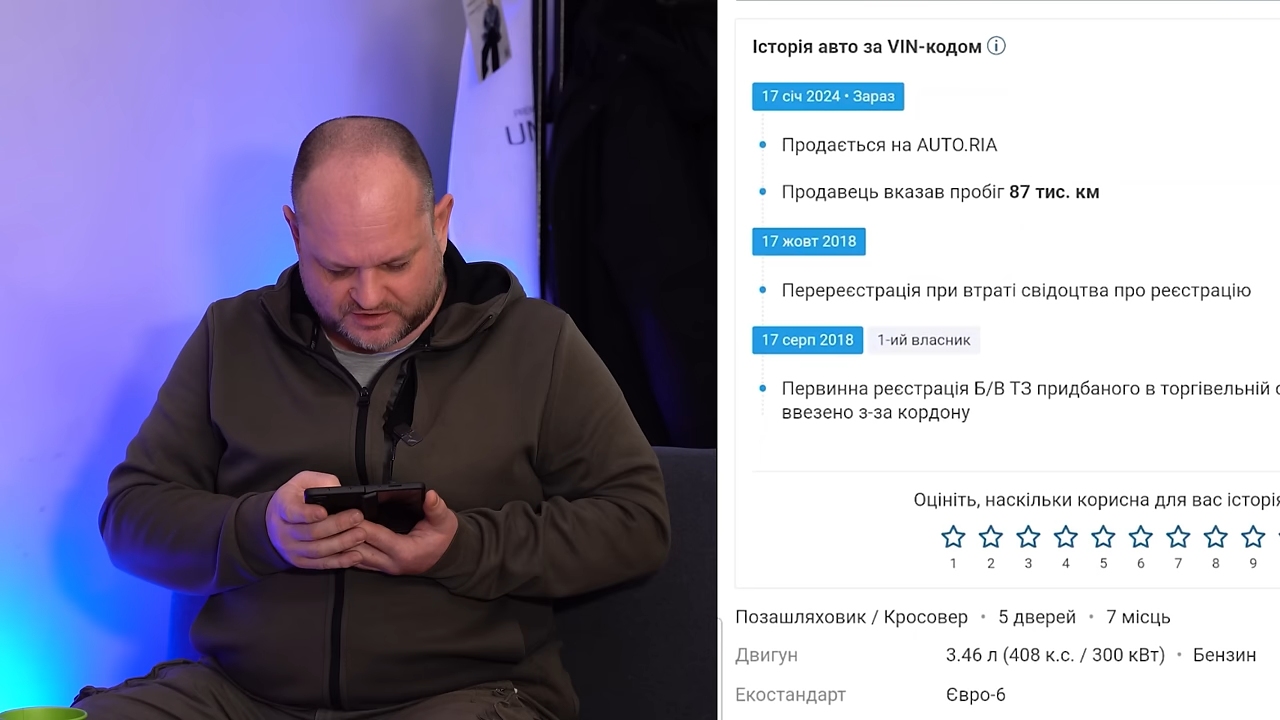 Історія авто за VIN-кодом
17 січ 2024 • Зараз
Продається на AUTO.RIA
Продавець вказав пробіг 87 тис. км
17 жовт 2018
Перереєстрація при втраті свідоцтва про реєстрацію
17 серп 2018 1-ий власник
Первинна реєстрація Б/В ТЗ придбаного в торгівельній
ввезено з-за кордону
Оцініть, наскільки корисна для вас історія
1 2 3 4 5 6 7 8 9
Позашляховик / Кросовер • 5 дверей • 7 місць
Двигун 3.46 л (408 к.с. / 300 кВт) • Бензин
Екостандарт Євро-6